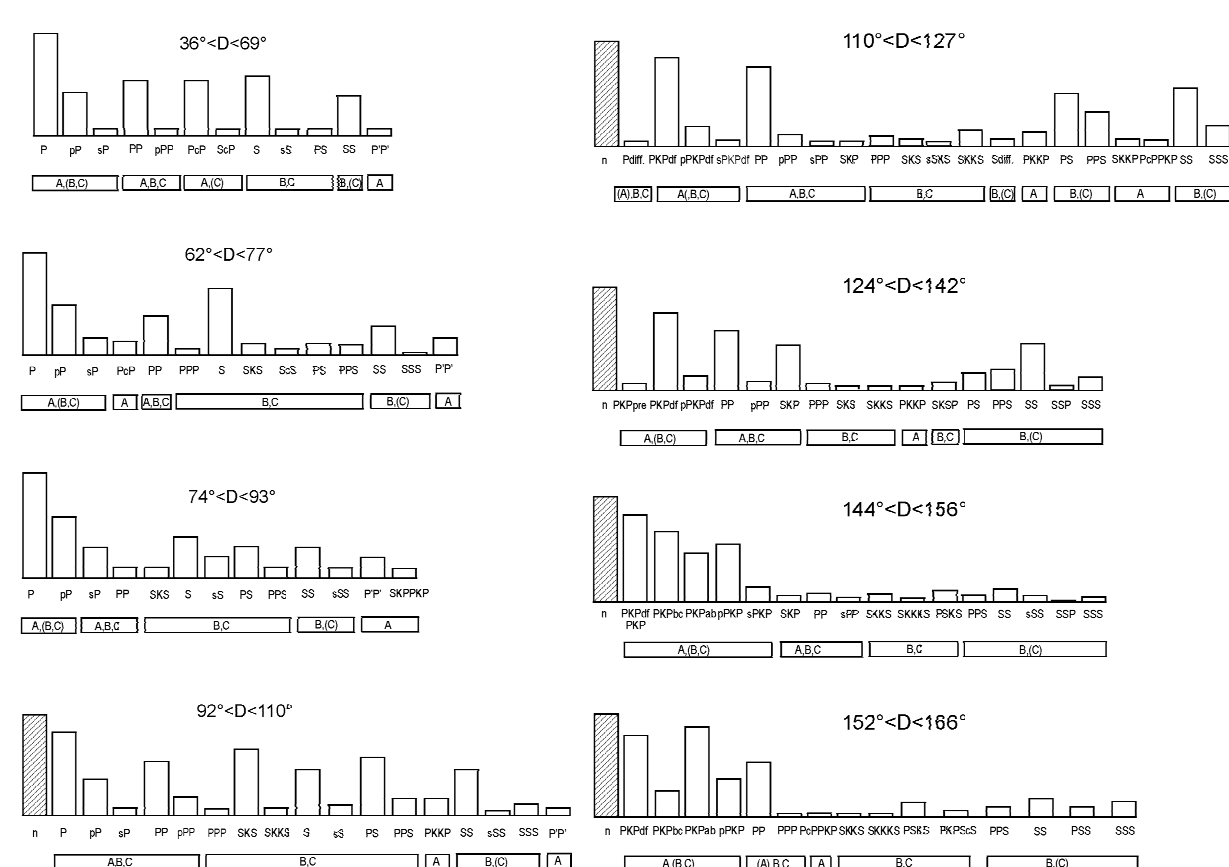 36°<D<69°
P pP sP PP pPP PcP ScP S sS PS SS P'P'
A,(B,C) A,B,C A,(C) B,C B,(C) A
62°<D<77°
P pP sP PcP PP PPP S SKS ScS PS PPS SS SSS P'P'
A,(B,C) A A,B,C B,C B,(C) A
74°<D<93°
P pP sP PP SKS S sS PS PPS SS sSS P'P' SKPPKP
A,(B,C) A,B,C B,C B,(C) A
92°<D<110°
n P pP sP PP pPP PPP SKS SKKS S sS PS PPS PKKP SS sSS SSS P'P'
A,B,C B,C A B,(C) A
110°<D<127°
n Pdiff. PKPdf pPKPdf sPKPdf PP pPP sPP SKP PPP SKS sSKS SKKS Sdiff. PKKP PS PPS SKKP PcPPKP SS SSS
(A),B,C A(,B,C) A,B,C B,C B,(C) A B,(C) A B,(C)
124°<D<142°
n PKPpre PKPdf pPKPdf PP pPP SKP PPP SKS SKKS PKKP SKSP PS PPS SS SSP SSS
A,(B,C) A,B,C B,C A B,C B,(C)
144°<D<156°
n PKPdf PKPbc PKPab pPKP sPKP SKP PP sPP SKKS SKKKS PSKS PPS SS sSS SSP SSS
PKP
A,(B,C) A,B,C B,C B,(C)
152°<D<166°
n PKPdf PKPbc PKPab pPKP PP PPP PcPPKP SKKS SKKKS PSKS PKPScS PPS SS PSS SSS
A,(B,C) (A),B,C A B,C B,(C)